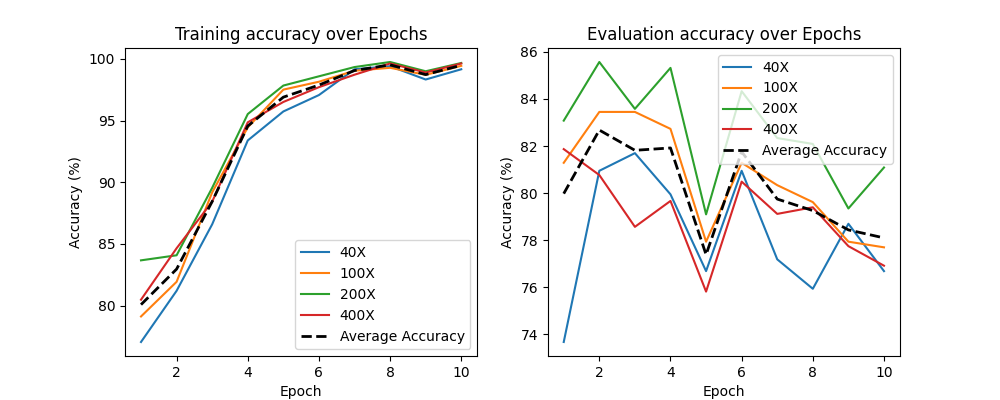 Training accuracy over Epochs
Accuracy (%)
100
95
90
85
80
2
4
6
8
10
Epoch
40X
100X
200X
400X
Average Accuracy
Evaluation accuracy over Epochs
Accuracy (%)
86
84
82
80
78
76
74
2
4
6
8
10
Epoch
40X
100X
200X
400X
Average Accuracy